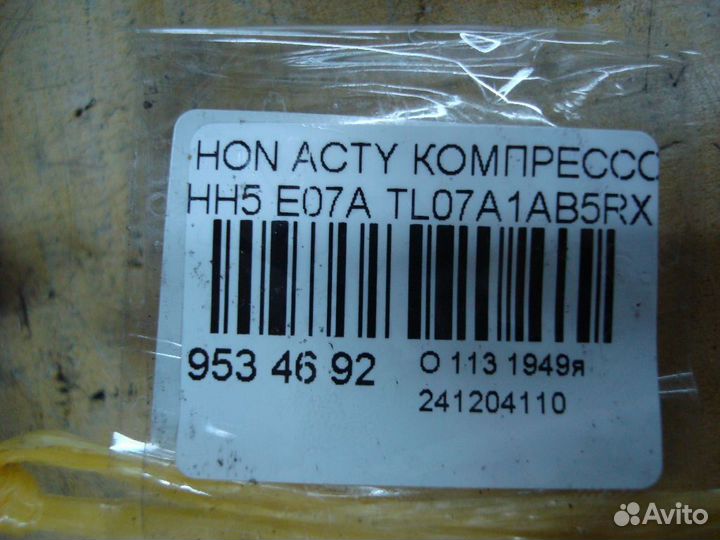 HON ACTY КОМПРЕССО
HH5 E07A TL07A1AB5RX
953 46 92
О 113 1949я
241204110
Avito